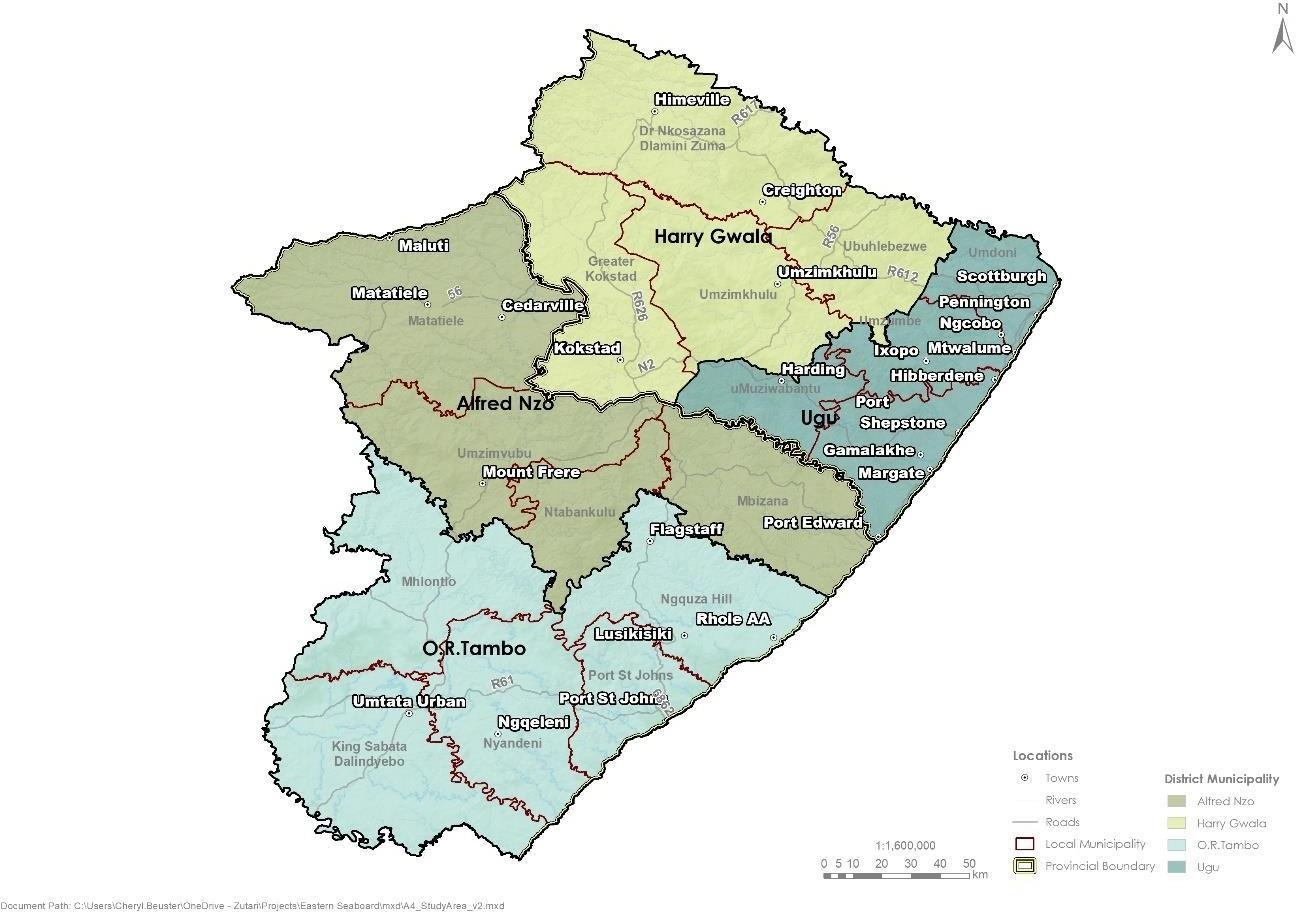 N
Himeville
R617
Dr Nkosazana
Dlamini Zuma
Creighton
Harry Gwala
R56
Ubuhlebezwe
Umdoni
Maluti
Greater
Kokstad
Umzimkhulu
R612
Scottburgh
Matatiele
56
Cedarville
Umzimkhulu
Pennington
Matatiele
R626
Umzumbe
Ngcobo
Kokstad
Ixopo
Mtwalume
N2
Harding
Hibberdene
uMuziwabantu
Alfred Nzo
Port
Shepstone
Ugu
Umzimvubu
Gamalakhe
Mount Frere
Margate
Mbizana
Ntabankulu
Port Edward
Flagstaff
Mhlontlo
Ngquza Hill
Rhole AA
Lusikisiki
O.R.Tambo
Port St Johns
R61
Umtata Urban
Port St Johns
Ngqeleni
Nyandeni
King Sabata
Dalindyebo
Locations
Towns
Rivers
Roads
Local Municipality
Provincial Boundary
District Municipality
Alfred Nzo
Harry Gwala
O.R.Tambo
Ugu
1:1,600,000
0 5 10 20 30 40 50
km
Document Path: C:\Users\Cheryl.Beuster\OneDrive - Zutari\Projects\Eastern Seaboard\mxd\A4_StudyArea_v2.mxd